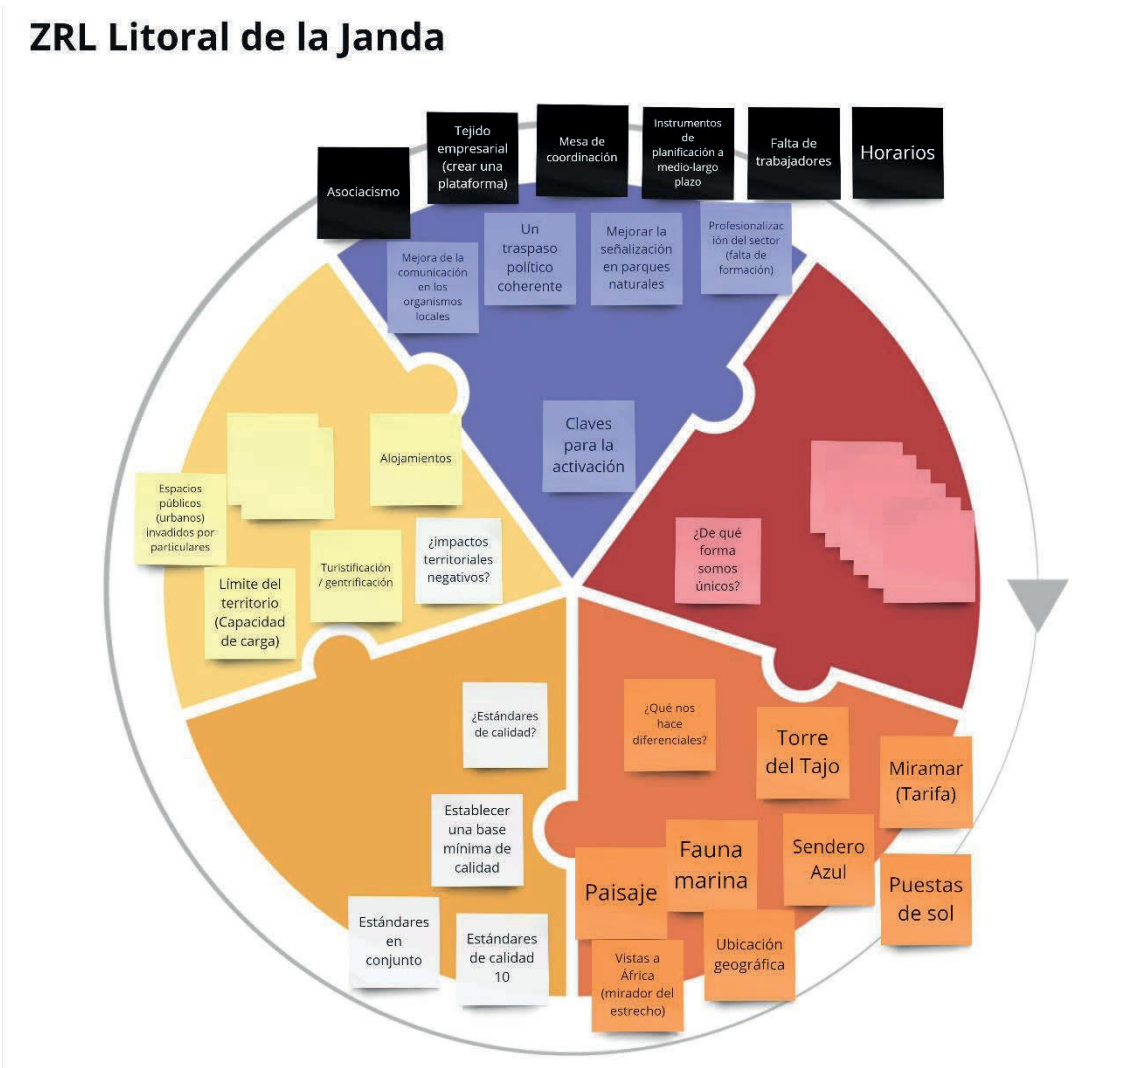 ZRL Litoral de la Janda
Asociacismo
Tejido
empresarial
(crear una
plataforma)
Mesa de
coordinación
Instrumentos
de
planificación a
medio-largo
plazo
Falta de
trabajadores
Horarios
Mejora de la
comunicación
en los
organismos
locales
Un
traspaso
político
coherente
Mejorar la
señalización
en parques
naturales
Profesionalizac
ión del sector
(falta de
formación)
Claves
para la
activación
Alojamientos
Espacios
públicos
(urbanos)
invadidos por
particulares
Turistificación
/ gentrificación
¿impactos
territoriales
negativos?
Límite del
territorio
(Capacidad
de carga)
¿De qué
forma
somos
únicos?
¿Estándares
de calidad?
Establecer
una base
mínima de
calidad
Estándares
en
conjunto
Estándares
de calidad
10
¿Qué nos
hace
diferenciales?
Torre
del Tajo
Miramar
(Tarifa)
Fauna
marina
Sendero
Azul
Paisaje
Puestas
de sol
Vistas a
África
(mirador del
estrecho)
Ubicación
geográfica